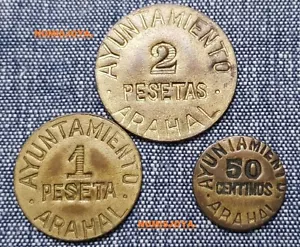 AYUNTAMIENTO
2
PESETAS
ARAHAL
AYUNTAMIENTO
1
PESETA
ARAHAL
AYUNTAMIENTO
50
CENTIMOS
ARAHAL